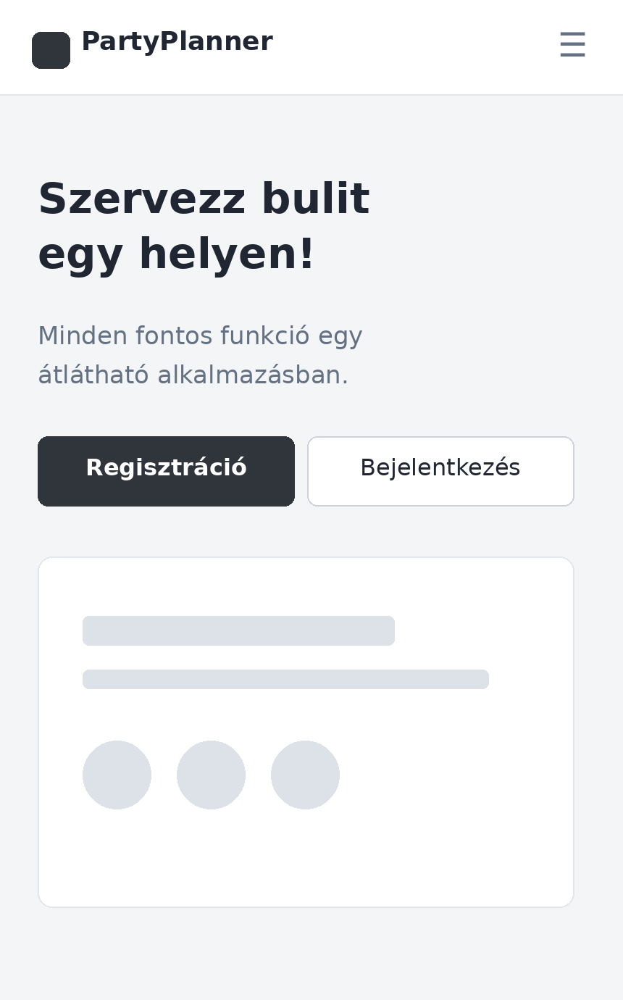 PartyPlanner
Szervezz bulit
egy helyen!
Minden fontos funkció egy
átlátható alkalmazásban.
Regisztráció
Bejelentkezés